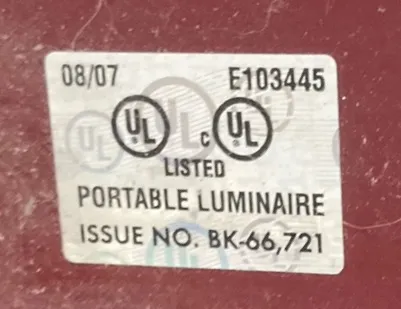 08/07 E103445
UL c UL
LISTED
PORTABLE LUMINAIRE
ISSUE NO. BK-66,721